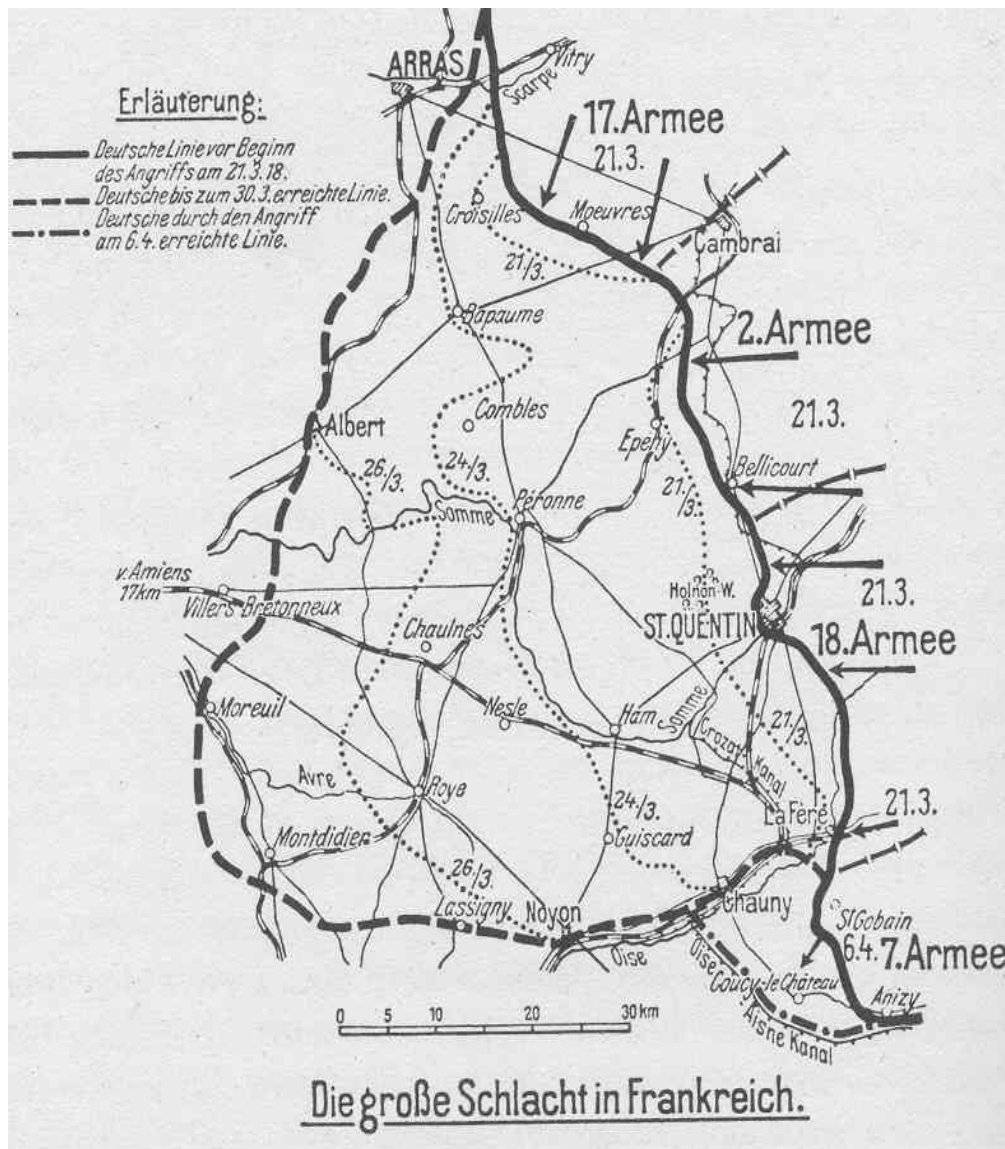 ARRAS
Vitry
Scarpe
Erläuterung:
Deutsche Linie vor Beginn
des Angriffs am 21.3.18.
Deutsche bis zum 30.3. erreichte Linie.
Deutsche durch den Angriff
am 6.4. erreichte Linie.
17. Armee
21.3.
Croisilles
Moeuvres
Cambrai
21./3.
Bapaume
2. Armee
Combles
21.3.
Albert
Epehy
26./3.
24./3.
Bellicourt
21./3.
Péronne
Somme
v. Amiens
17km
Villers-Bretonneux
Holnon-W.
21.3.
ST. QUENTIN
Chaulnes
18. Armee
Moreuil
Nesle
Ham
Somme
Crozat-Kanal
21./3.
Avre
Roye
24./3.
La Fère
21.3.
Montdidier
Guiscard
26./3.
Lassigny
Noyon
Chauny
St Gobain
Oise
6.4. 7. Armee
Coucy-le Château
Anizy
Oise
Aisne Kanal
0 5 10 20 30 km
Die große Schlacht in Frankreich.